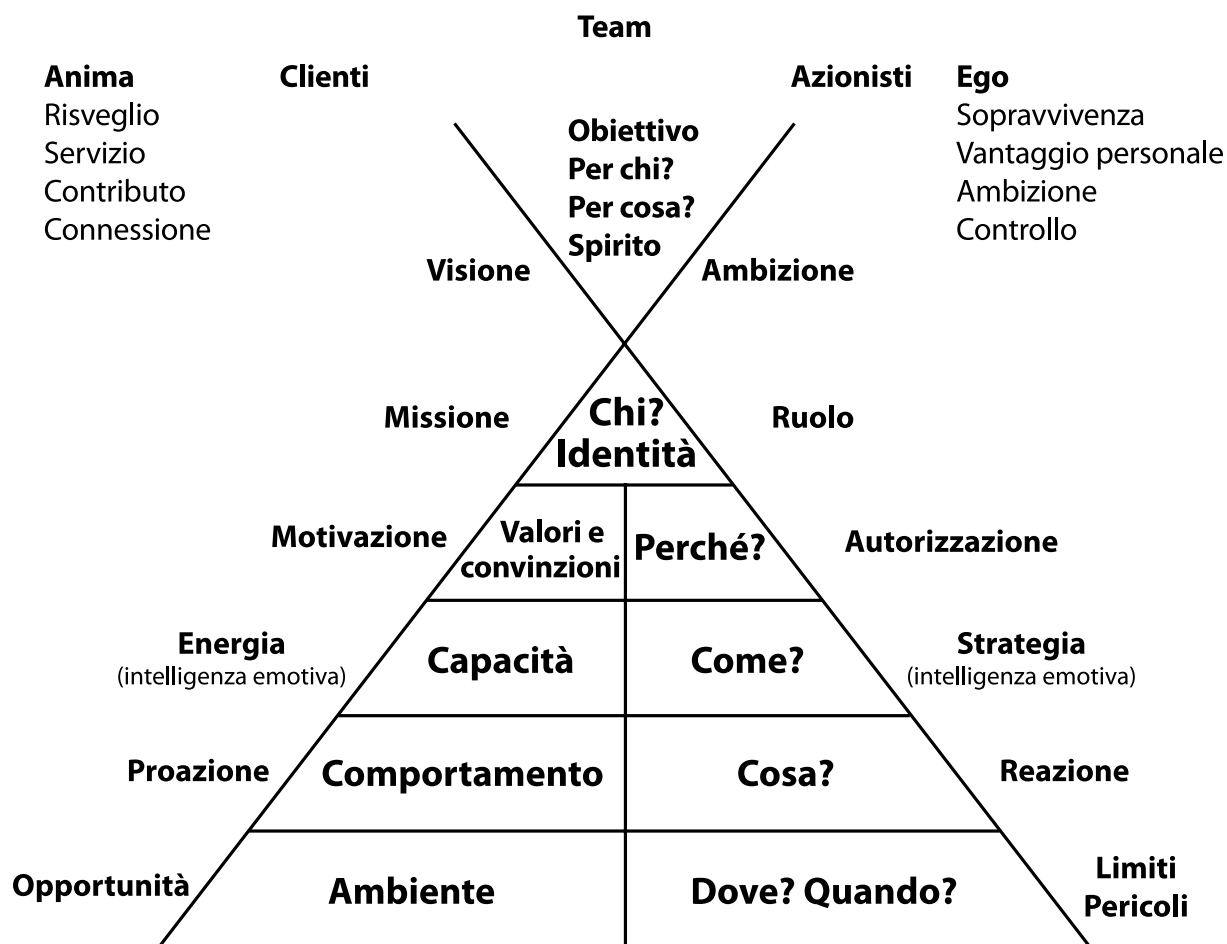 Team
Anima
Risveglio
Servizio
Contributo
Connessione
Clienti
Azionisti
Ego
Sopravvivenza
Vantaggio personale
Ambizione
Controllo
Obiettivo
Per chi?
Per cosa?
Spirito
Visione
Ambizione
Missione
Chi?
Identità
Ruolo
Motivazione
Valori e
convinzioni
Perché?
Autorizzazione
Energia
(intelligenza emotiva)
Capacità
Come?
Strategia
(intelligenza emotiva)
Proazione
Comportamento
Cosa?
Reazione
Opportunità
Ambiente
Dove? Quando?
Limiti
Pericoli